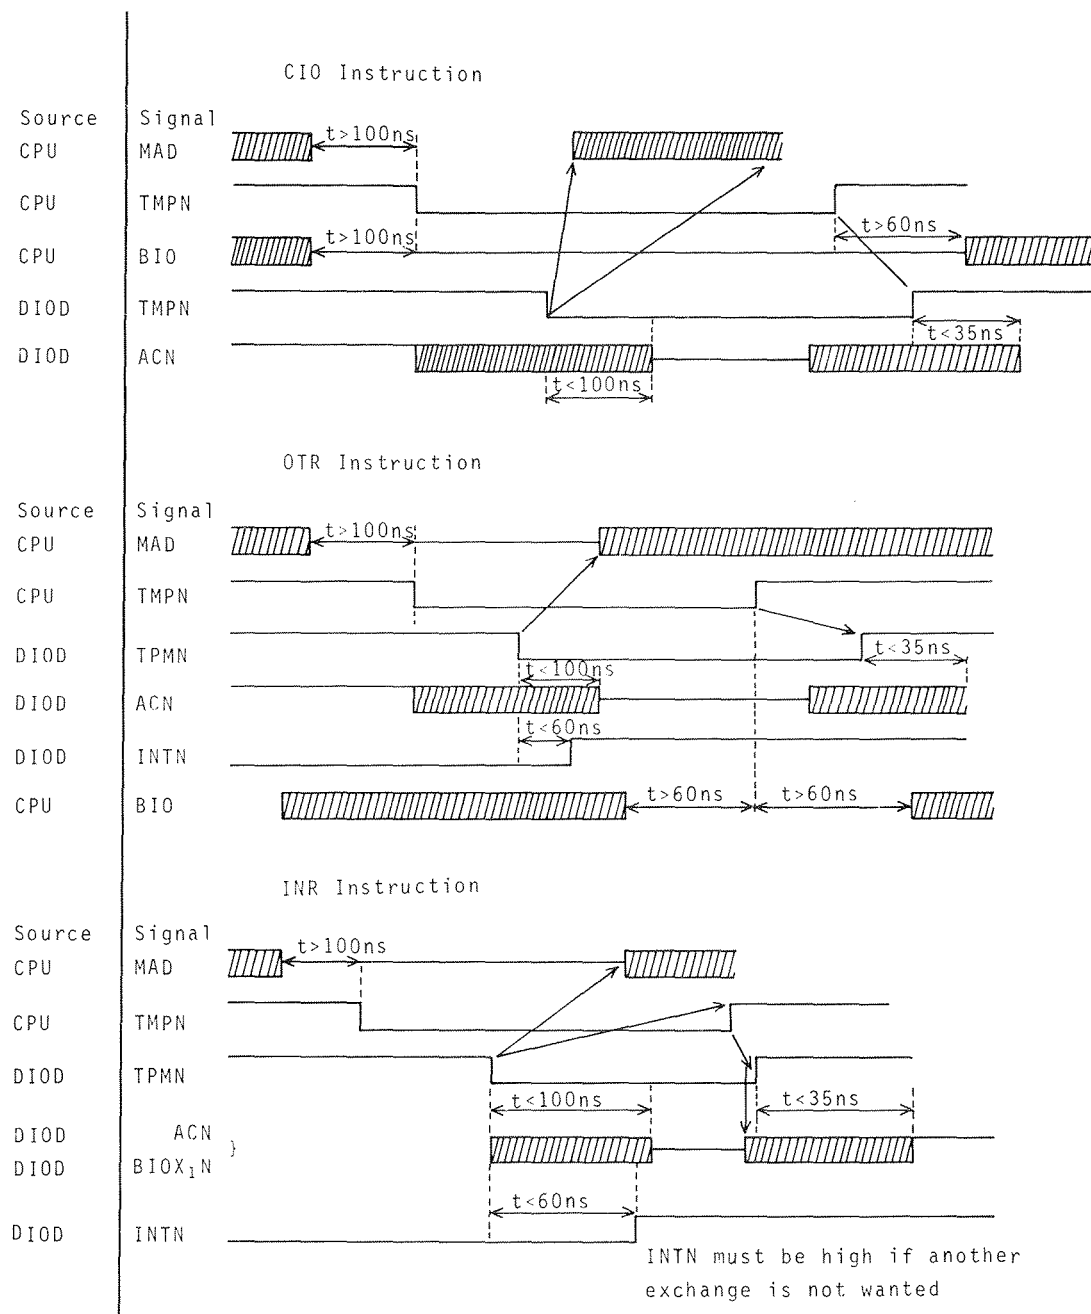 CIO Instruction
Source Signal
CPU MAD t>100ns
CPU TMPN
CPU BIO t>100ns t>60ns
DIOD TMPN
t<35ns
DIOD ACN
t<100ns
OTR Instruction
Source Signal
CPU MAD t>100ns
CPU TMPN
DIOD TPMN t<35ns
t<100ns
DIOD ACN
t<60ns
DIOD INTN
CPU BIO t>60ns t>60ns
INR Instruction
Source Signal
CPU MAD t>100ns
CPU TMPN
DIOD TPMN
t<100ns t<35ns
DIOD ACN
}
DIOD BIOX₁N
t<60ns
DIOD INTN
INTN must be high if another
exchange is not wanted